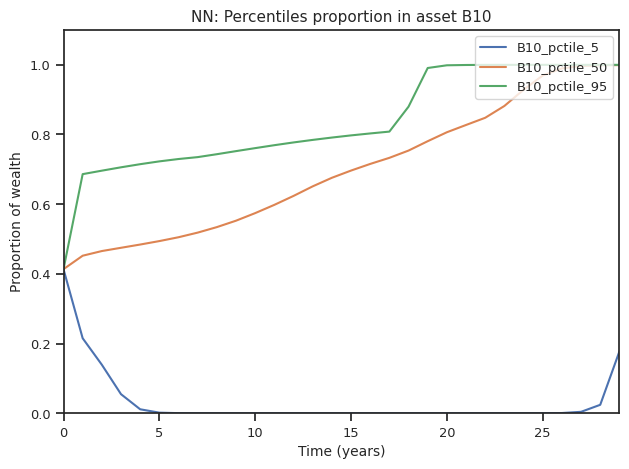 NN: Percentiles proportion in asset B10
B10_pctile_5
B10_pctile_50
B10_pctile_95
Proportion of wealth
1.0
0.8
0.6
0.4
0.2
0.0
0 5 10 15 20 25
Time (years)